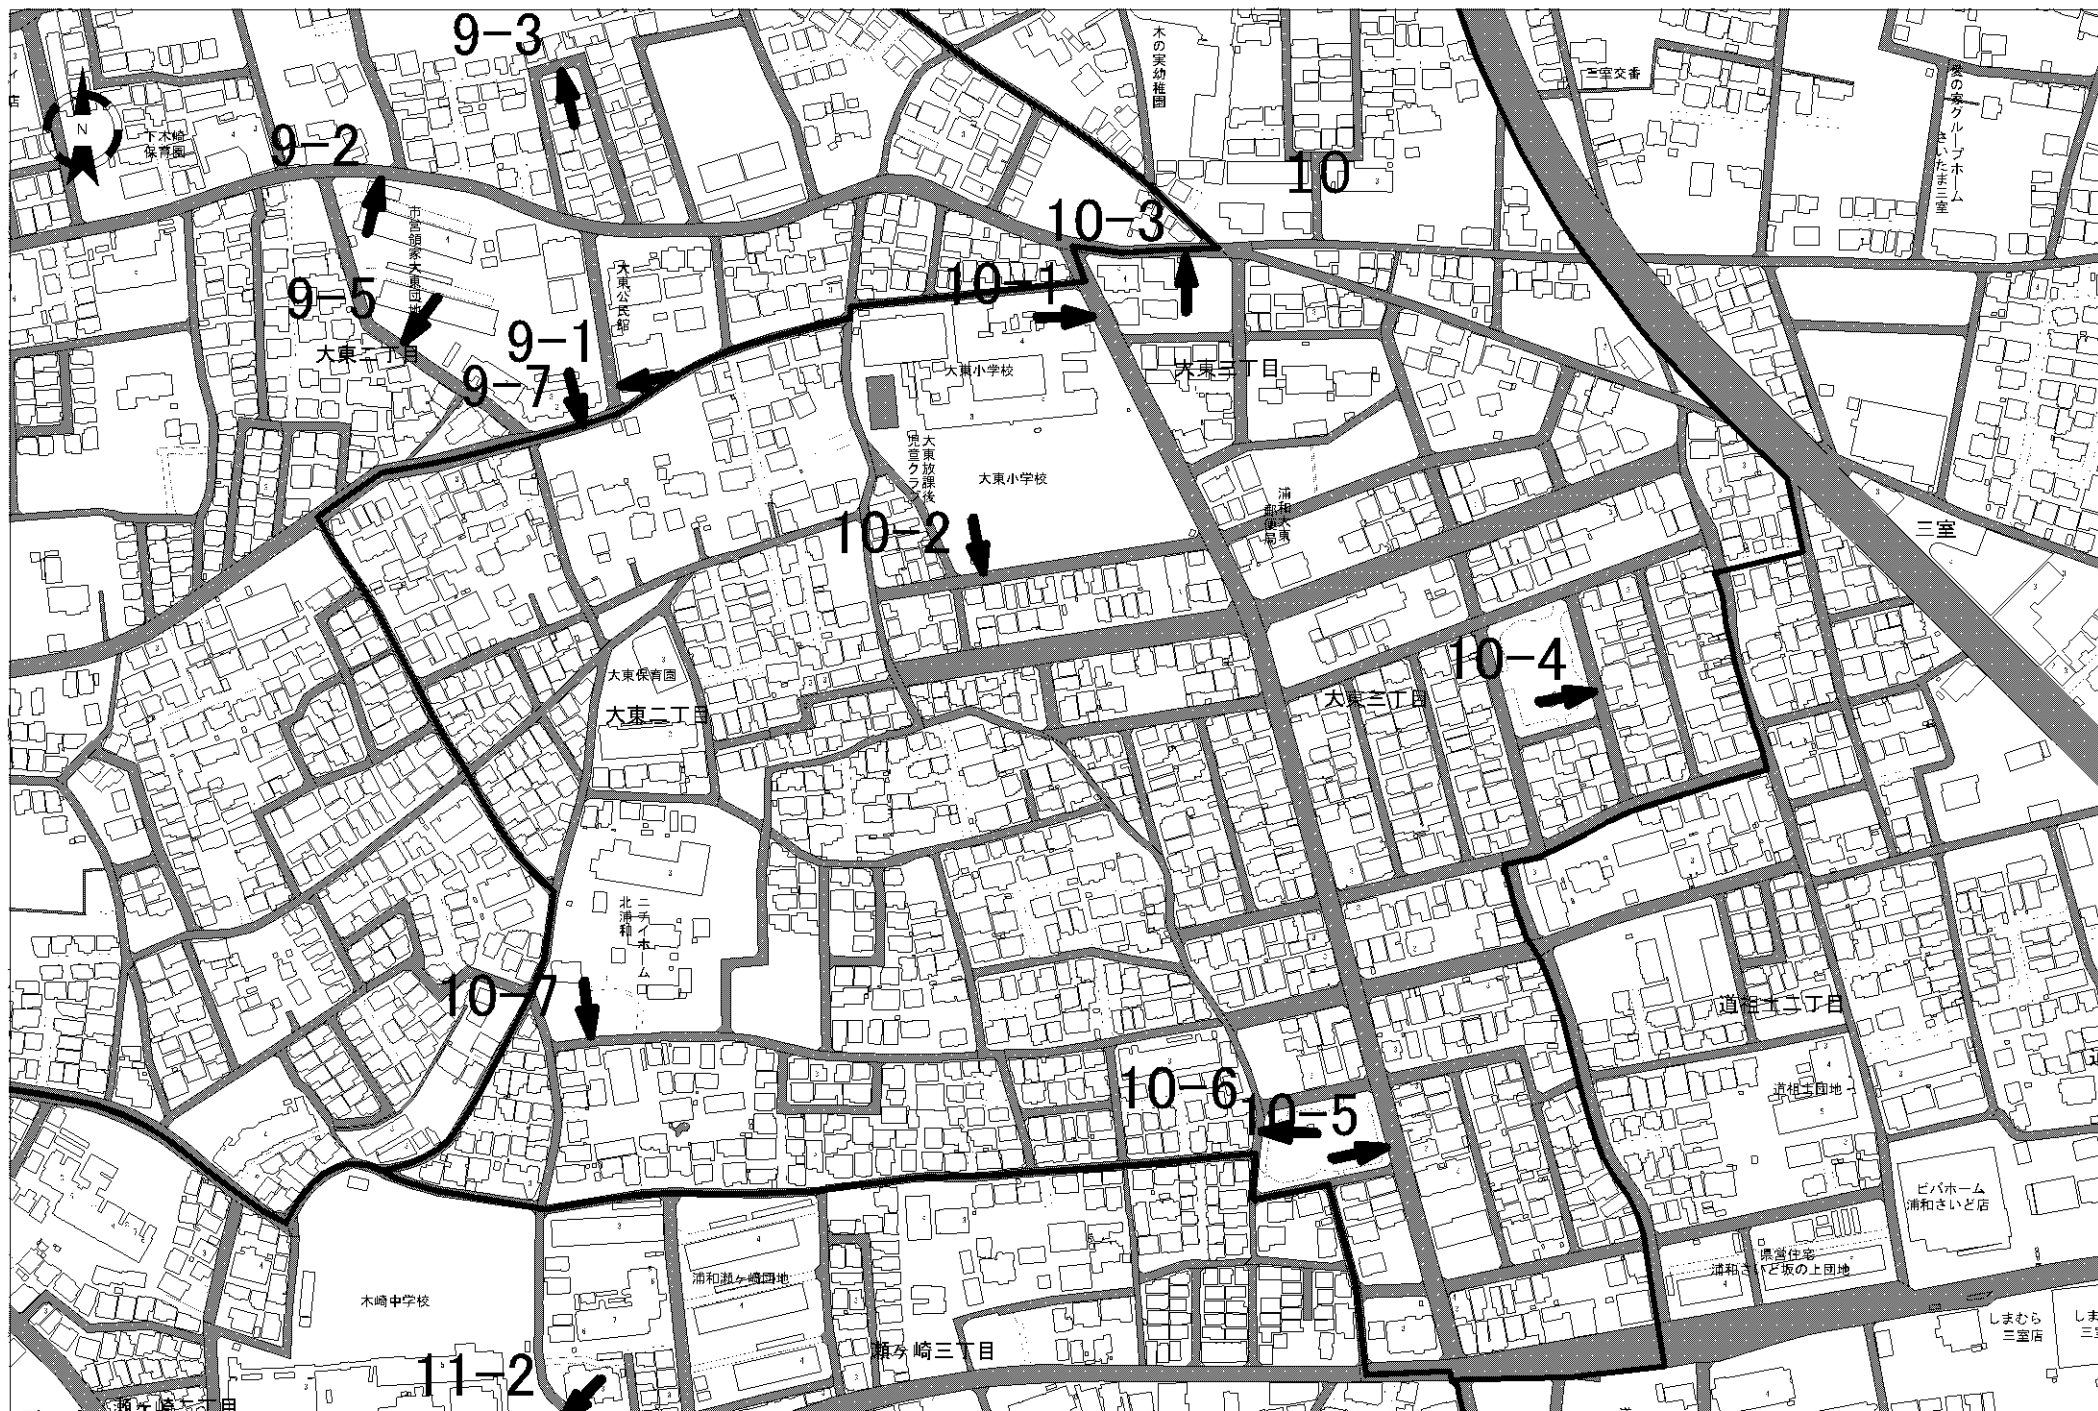 9-3
木の実幼稚園
三室交番
愛の家グループホーム
さいたま三室
店
N
下木崎
保育園
9-2
10
市営領家大東団地
10-3
大東公民館
9-5
10-1
9-1
大東二丁目
9-7
大東小学校
大東三丁目
大東放課後
児童クラブ
大東小学校
浦和大東
郵便局
10-2
三室
10-4
大東保育園
大東二丁目
大東三丁目
ニチイホーム
北浦和
10-7
道祖土二丁目
10-6
道祖土団地
10-5
ビバホーム
浦和さいど店
県営住宅
浦和さいど坂の上団地
浦和瀬ヶ崎団地
木崎中学校
しまむら
三室店
瀬ヶ崎三丁目
11-2